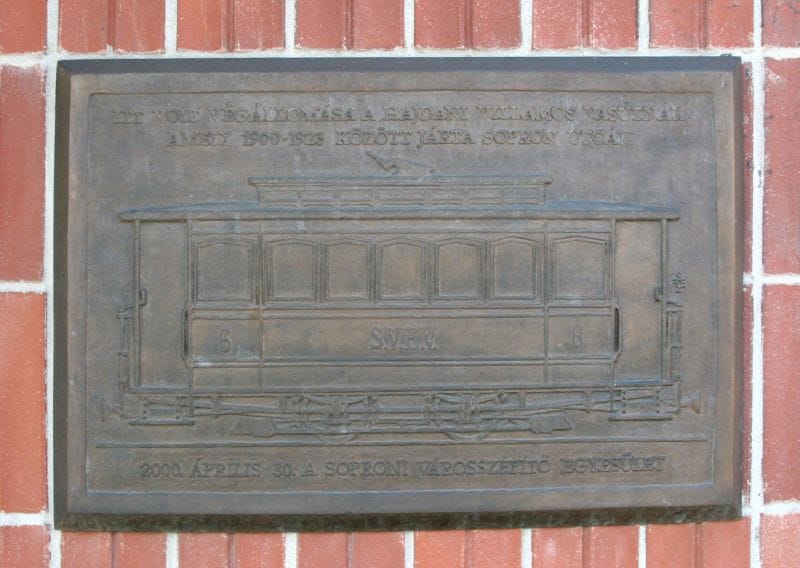 ITT VOLT VÉGÁLLOMÁSA A HAJDANI VILLAMOS VASÚTNAK
AMELY 1900-1923 KÖZÖTT JÁRTA SOPRON UTCÁIT
6 S.V.E.V. 6
2000. ÁPRILIS 30. A SOPRONI VÁROSSZÉPÍTŐ EGYESÜLET